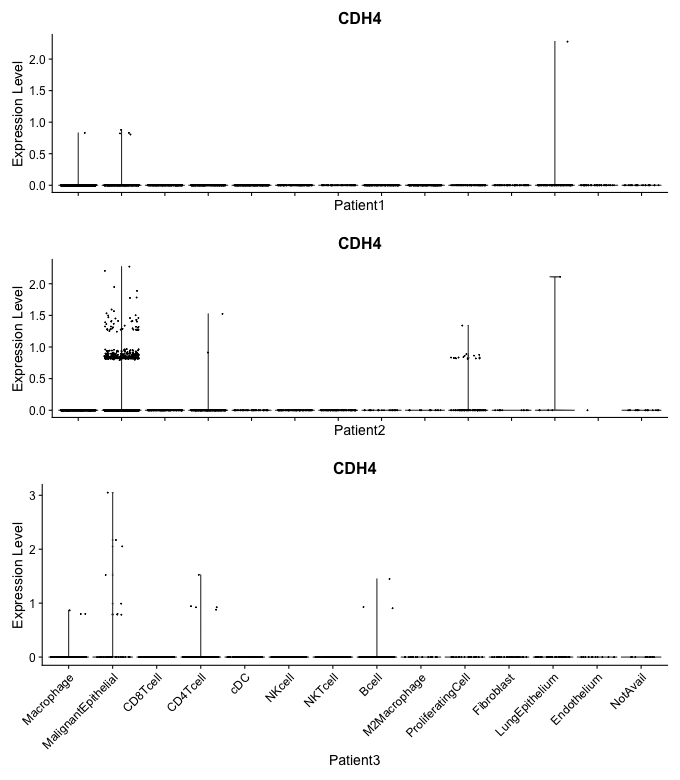 CDH4
Expression Level
2.0
1.5
1.0
0.5
0.0
Patient1
CDH4
Expression Level
2.0
1.5
1.0
0.5
0.0
Patient2
CDH4
Expression Level
3
2
1
0
Macrophage
MalignantEpithelial
CD8Tcell
CD4Tcell
cDC
NKcell
NKTcell
Bcell
M2Macrophage
ProliferatingCell
Fibroblast
LungEpithelium
Endothelium
NotAvail
Patient3